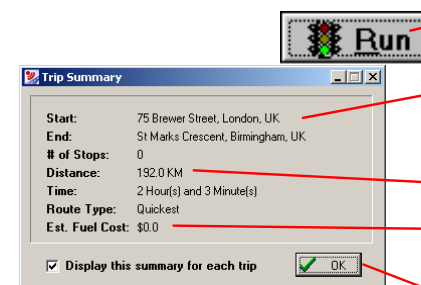 Run
Trip Summary
Start: 75 Brewer Street, London, UK
End: St Marks Crescent, Birmingham, UK
# of Stops: 0
Distance: 192.0 KM
Time: 2 Hour(s) and 3 Minute(s)
Route Type: Quickest
Est. Fuel Cost: $0.0
Display this summary for each trip OK